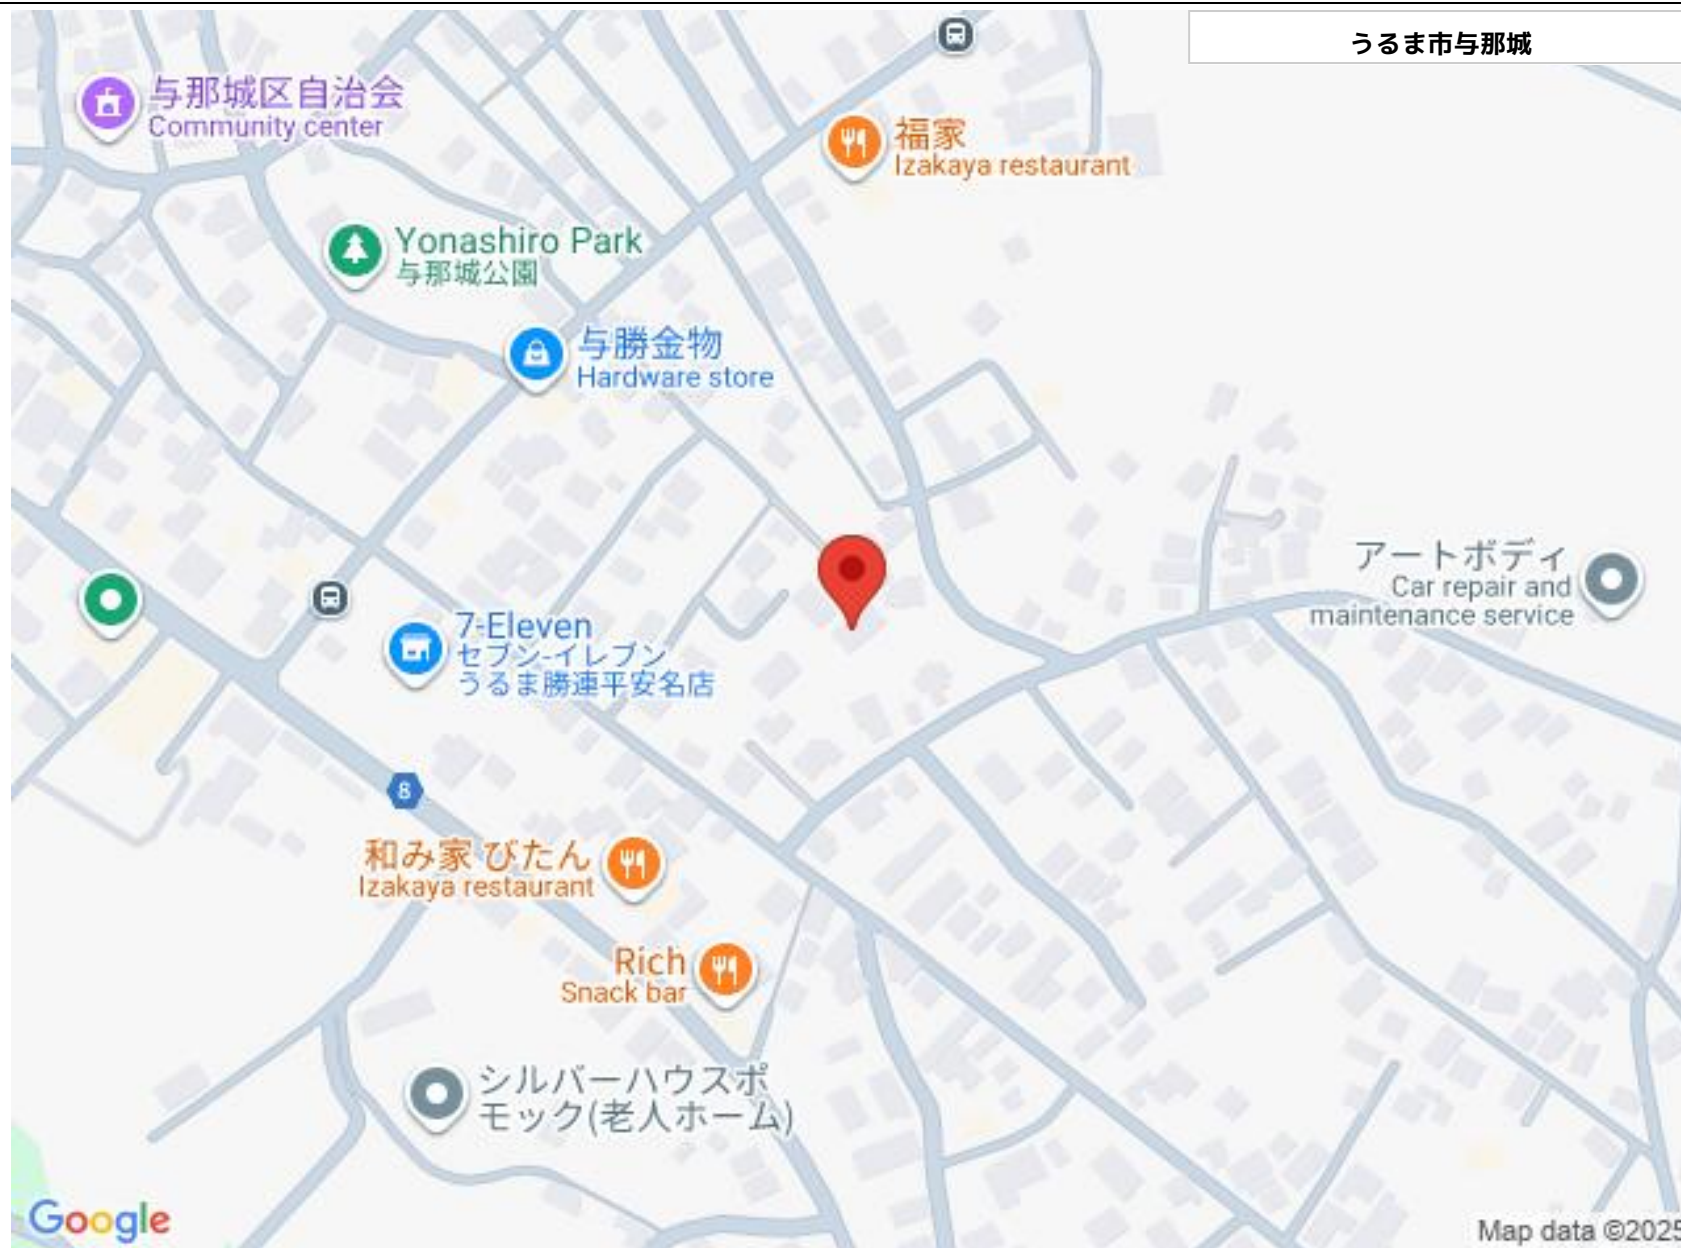 うるま市与那城
与那城区自治会
Community center
福家
Izakaya restaurant
Yonashiro Park
与那城公園
与勝金物
Hardware store
アートボディ
Car repair and
maintenance service
7-Eleven
セブン-イレブン
うるま勝連平安名店
8
和み家 びたん
Izakaya restaurant
Rich
Snack bar
シルバーハウスポ
モック(老人ホーム)
Google
Map data ©2025